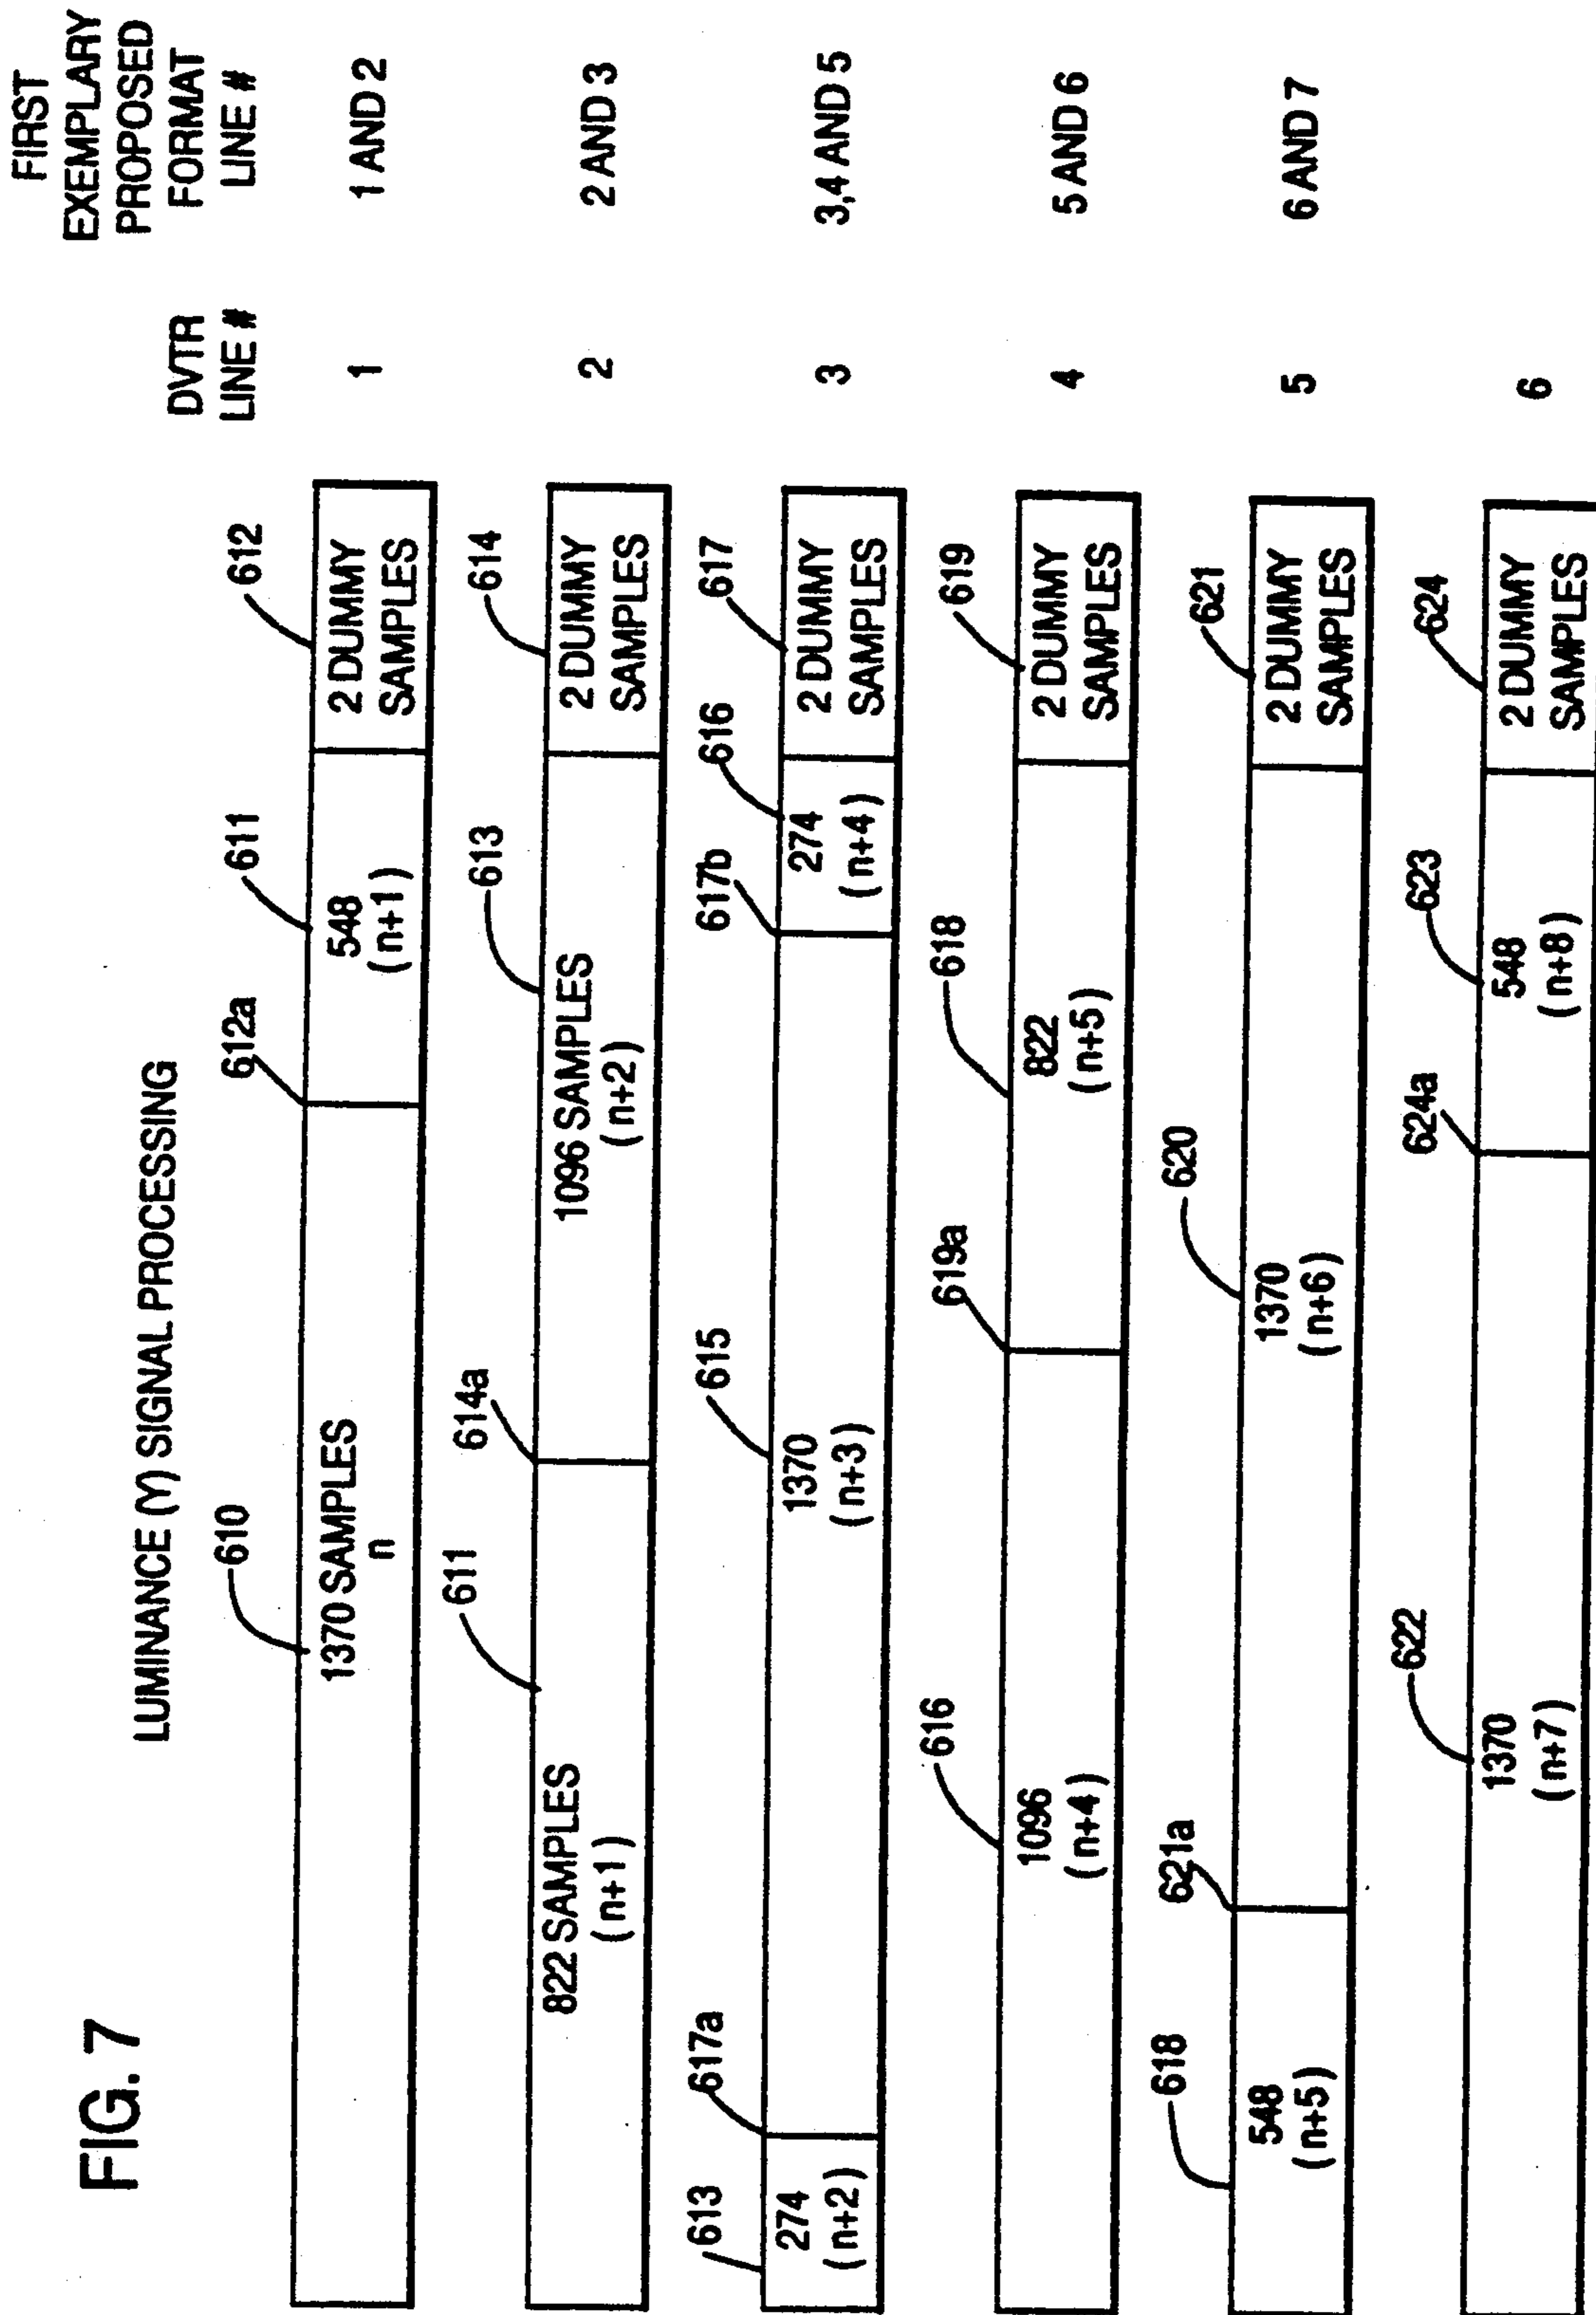 FIG. 7
LUMINANCE (Y) SIGNAL PROCESSING
DVTR
LINE #
FIRST
EXEMPLARY
PROPOSED
FORMAT
LINE #
610
612a
611
612
1370 SAMPLES
n
548
(n+1)
2 DUMMY
SAMPLES
1
1 AND 2
611
614a
613
614
822 SAMPLES
(n+1)
1096 SAMPLES
(n+2)
2 DUMMY
SAMPLES
2
2 AND 3
613
617a
615
617b
616
617
274
(n+2)
1370
(n+3)
274
(n+4)
2 DUMMY
SAMPLES
3
3,4 AND 5
616
619a
618
619
1096
(n+4)
822
(n+5)
2 DUMMY
SAMPLES
4
5 AND 6
618
621a
620
621
548
(n+5)
1370
(n+6)
2 DUMMY
SAMPLES
5
6 AND 7
622
624a
623
624
1370
(n+7)
548
(n+8)
2 DUMMY
SAMPLES
6